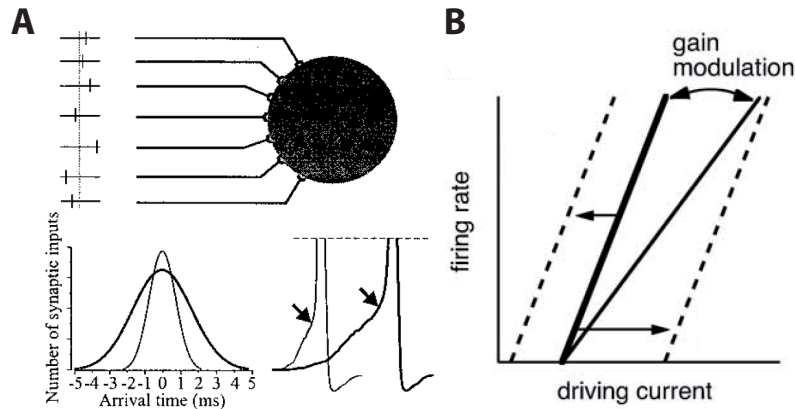 A
B
gain
modulation
firing rate
driving current
Number of synaptic inputs
-5 -4 -3 -2 -1 0 1 2 3 4 5
Arrival time (ms)